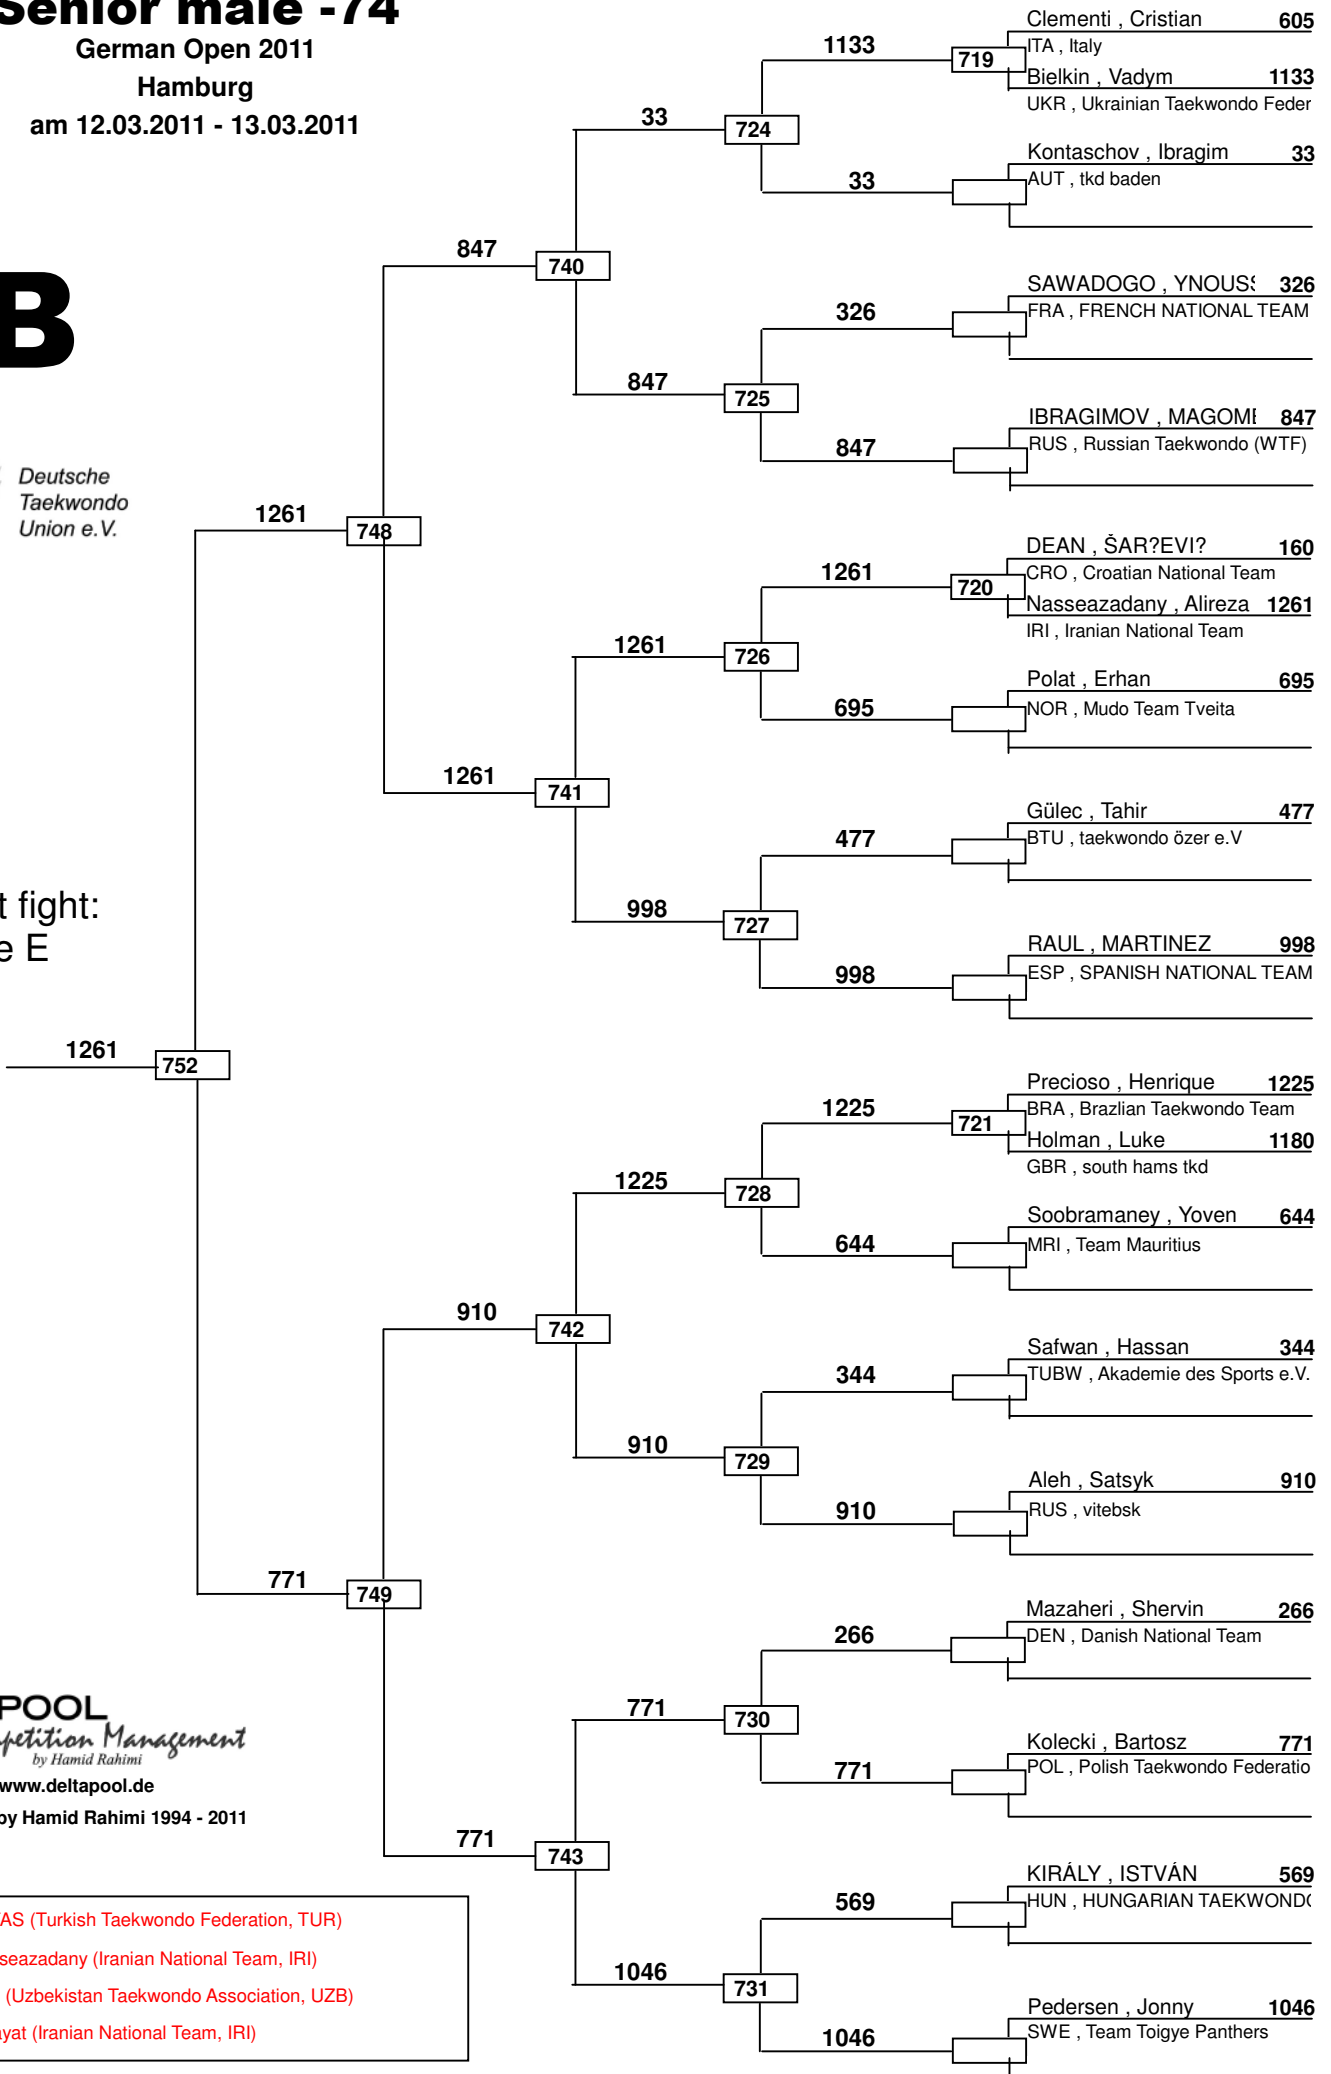 Senior male -74
German Open 2011
Hamburg
am 12.03.2011 - 13.03.2011
B
Deutsche
Taekwondo
Union e.V.
t fight:
e E
1261
752
1261
771
748
749
847
1261
910
771
740
741
742
743
33
847
1261
998
1225
910
771
1046
724
725
726
727
728
729
730
731
1133
33
326
847
1261
695
477
998
1225
644
344
910
266
771
569
1046
719
720
721
Clementi , Cristian 605
ITA , Italy
Bielkin , Vadym 1133
UKR , Ukrainian Taekwondo Feder
Kontaschov , Ibragim 33
AUT , tkd baden
SAWADOGO , YNOUSS 326
FRA , FRENCH NATIONAL TEAM
IBRAGIMOV , MAGOME 847
RUS , Russian Taekwondo (WTF)
DEAN , ŠAR?EVI? 160
CRO , Croatian National Team
Nasseazadany , Alireza 1261
IRI , Iranian National Team
Polat , Erhan 695
NOR , Mudo Team Tveita
Gülec , Tahir 477
BTU , taekwondo özer e.V
RAUL , MARTINEZ 998
ESP , SPANISH NATIONAL TEAM
Precioso , Henrique 1225
BRA , Brazlian Taekwondo Team
Holman , Luke 1180
GBR , south hams tkd
Soobramaney , Yoven 644
MRI , Team Mauritius
Safwan , Hassan 344
TUBW , Akademie des Sports e.V.
Aleh , Satsyk 910
RUS , vitebsk
Mazaheri , Shervin 266
DEN , Danish National Team
Kolecki , Bartosz 771
POL , Polish Taekwondo Federatio
KIRÁLY , ISTVÁN 569
HUN , HUNGARIAN TAEKWONDO
Pedersen , Jonny 1046
SWE , Team Toigye Panthers
POOL
petition Management
by Hamid Rahimi
www.deltapool.de
by Hamid Rahimi 1994 - 2011
TAS (Turkish Taekwondo Federation, TUR)
seazadany (Iranian National Team, IRI)
(Uzbekistan Taekwondo Association, UZB)
ayat (Iranian National Team, IRI)